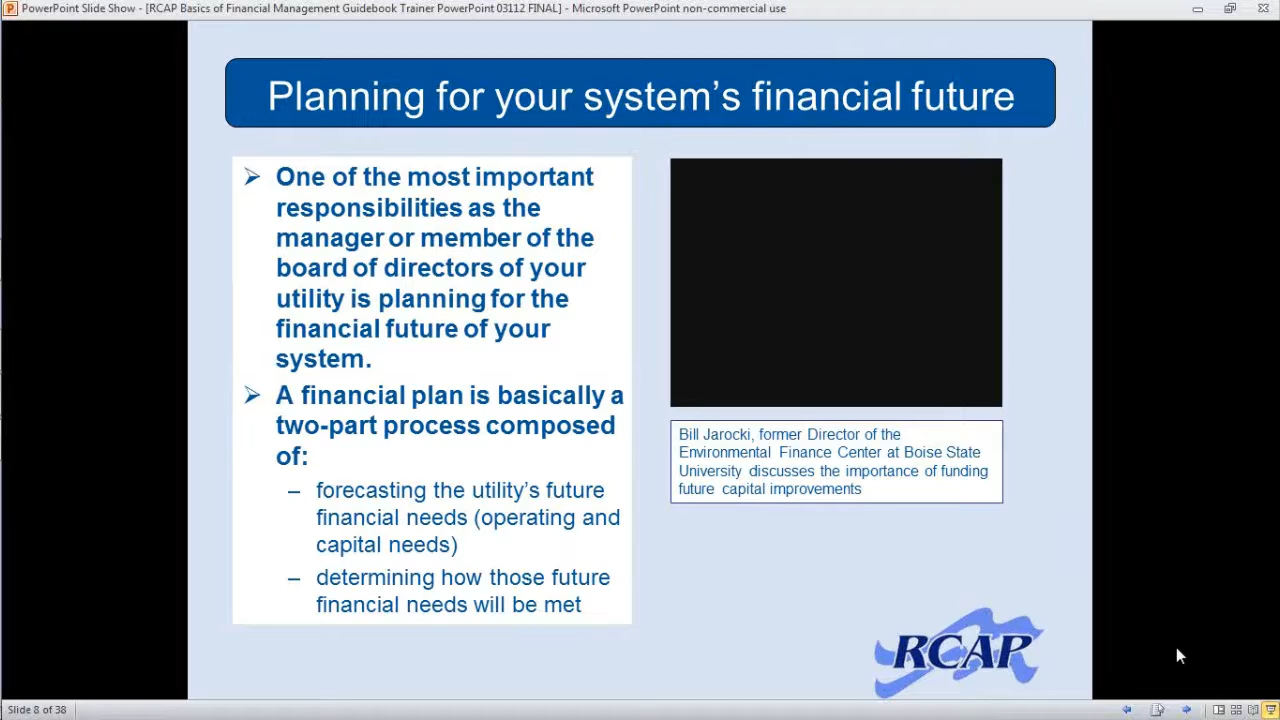 PowerPoint Slide Show - [RCAP Basics of Financial Management Guidebook Trainer PowerPoint 03112 FINAL] - Microsoft PowerPoint non-commercial use
Planning for your system’s financial future
One of the most important
responsibilities as the
manager or member of the
board of directors of your
utility is planning for the
financial future of your
system.
A financial plan is basically a
two-part process composed
of:
– forecasting the utility’s future
financial needs (operating and
capital needs)
– determining how those future
financial needs will be met
Bill Jarocki, former Director of the
Environmental Finance Center at Boise State
University discusses the importance of funding
future capital improvements
RCAP
Slide 8 of 38